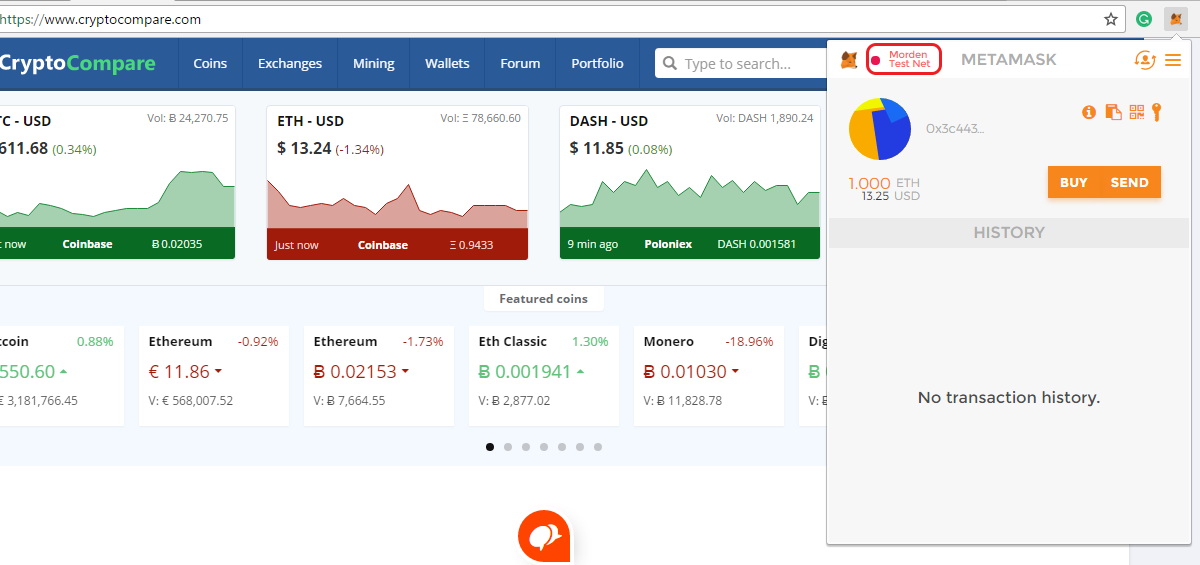 https://www.cryptocompare.com
CryptoCompare
Coins
Exchanges
Mining
Wallets
Forum
Portfolio
Type to search...
TC - USD
Vol: Ƀ 24,270.75
611.68 (0.34%)
t now
Coinbase
Ƀ 0.02035
ETH - USD
Vol: Ξ 78,660.60
$ 13.24 (-1.34%)
Just now
Coinbase
Ξ 0.9433
DASH - USD
Vol: DASH 1,890.24
$ 11.85 (0.08%)
9 min ago
Poloniex
DASH 0.001581
Featured coins
tcoin
0.88%
550.60
€ 3,181,766.45
Ethereum
-0.92%
€ 11.86
V: € 568,007.52
Ethereum
-1.73%
Ƀ 0.02153
V: Ƀ 7,664.55
Eth Classic
1.30%
Ƀ 0.001941
V: Ƀ 2,877.02
Monero
-18.96%
Ƀ 0.01030
V: Ƀ 11,828.78
Dig
Ƀ 0
V: Ƀ
Morden
Test Net
METAMASK
0x3c443...
1.000 ETH
13.25 USD
BUY
SEND
HISTORY
No transaction history.